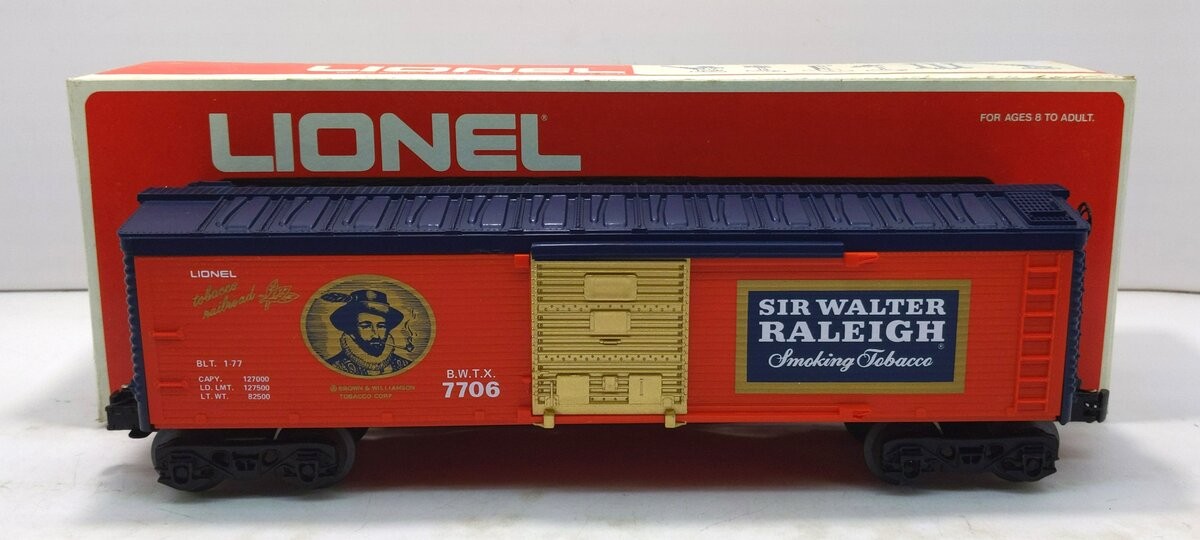 LIONEL
LIONEL®
FOR AGES 8 TO ADULT.
LIONEL
tobacco
railroad
BLT. 1-77
CAPY. 127000
LD. LMT. 127500
LT. WT. 82500
© BROWN & WILLIAMSON
TOBACCO CORP.
B.W.T.X.
7706
SIR WALTER
RALEIGH®
Smoking Tobacco